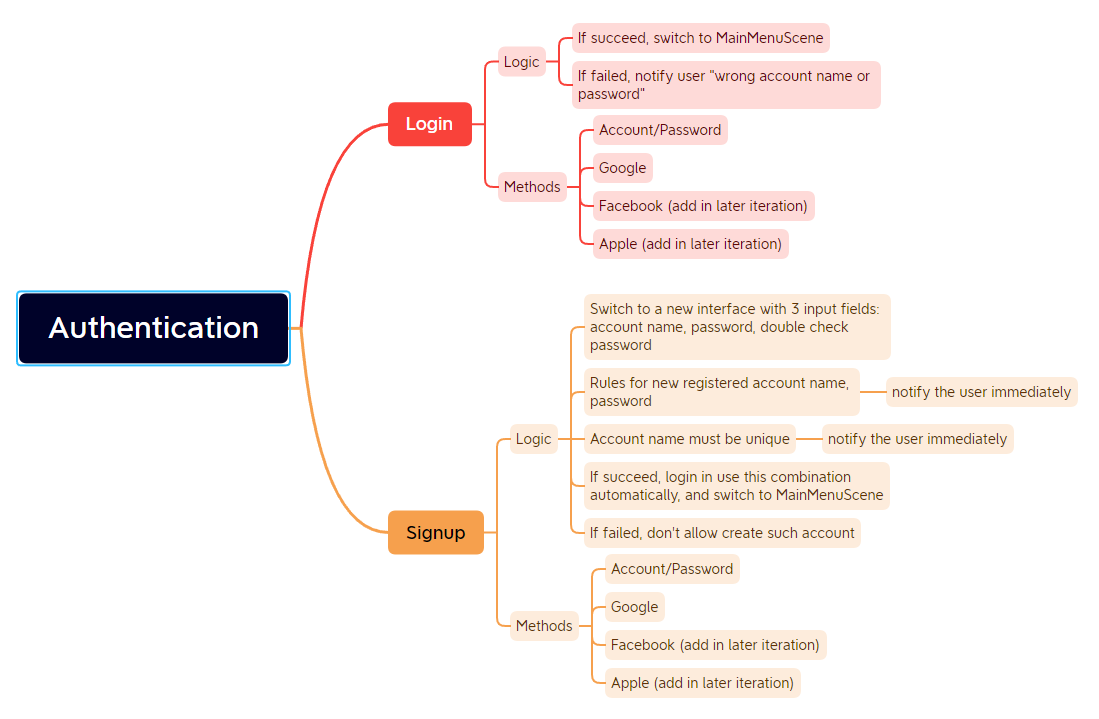 Authentication
Login
Logic
If succeed, switch to MainMenuScene
If failed, notify user "wrong account name or
password"
Methods
Account/Password
Google
Facebook (add in later iteration)
Apple (add in later iteration)
Signup
Logic
Switch to a new interface with 3 input fields:
account name, password, double check
password
Rules for new registered account name,
password
notify the user immediately
Account name must be unique
notify the user immediately
If succeed, login in use this combination
automatically, and switch to MainMenuScene
If failed, don't allow create such account
Methods
Account/Password
Google
Facebook (add in later iteration)
Apple (add in later iteration)